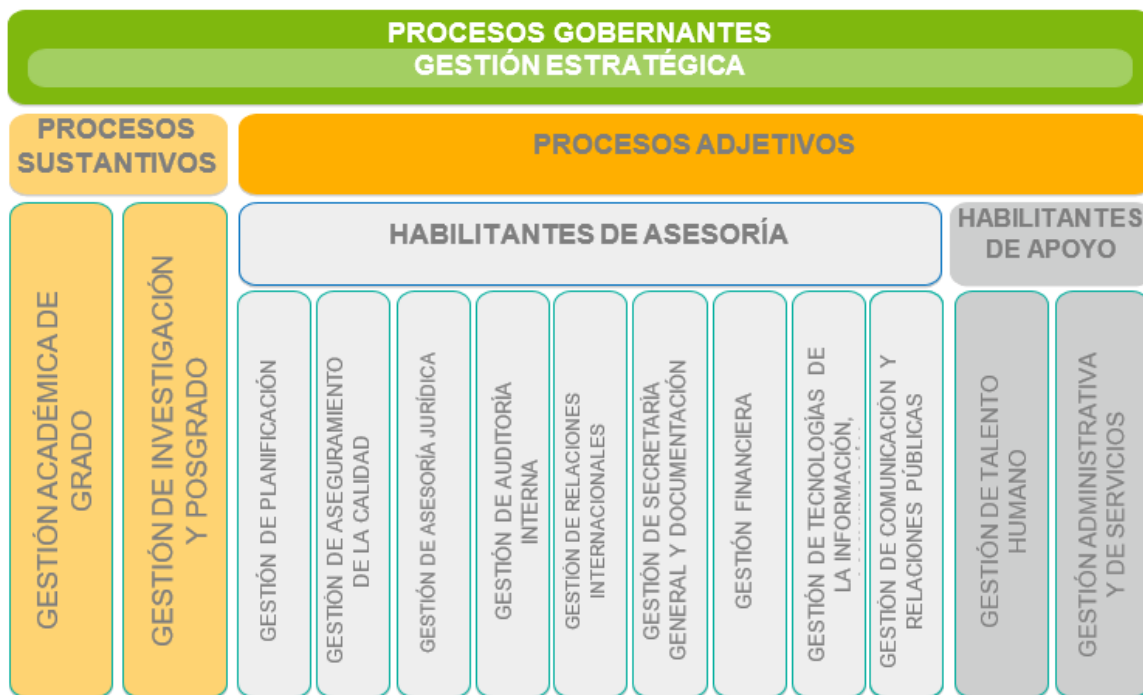 PROCESOS GOBERNANTES
GESTIÓN ESTRATÉGICA
PROCESOS
SUSTANTIVOS
PROCESOS ADJETIVOS
HABILITANTES DE ASESORÍA
HABILITANTES
DE APOYO
GESTIÓN ACADÉMICA DE
GRADO
GESTIÓN DE INVESTIGACIÓN
Y POSGRADO
GESTIÓN DE PLANIFICACIÓN
GESTIÓN DE ASEGURAMIENTO
DE LA CALIDAD
GESTIÓN DE ASESORÍA JURÍDICA
GESTIÓN DE AUDITORÍA
INTERNA
GESTIÓN DE RELACIONES
INTERNACIONALES
GESTIÓN DE SECRETARÍA
GENERAL Y DOCUMENTACIÓN
GESTIÓN FINANCIERA
GESTIÓN DE TECNOLOGÍAS DE
LA INFORMACIÓN,
GESTIÓN DE COMUNICACIÓN Y
RELACIONES PÚBLICAS
GESTIÓN DE TALENTO
HUMANO
GESTIÓN ADMINISTRATIVA
Y DE SERVICIOS